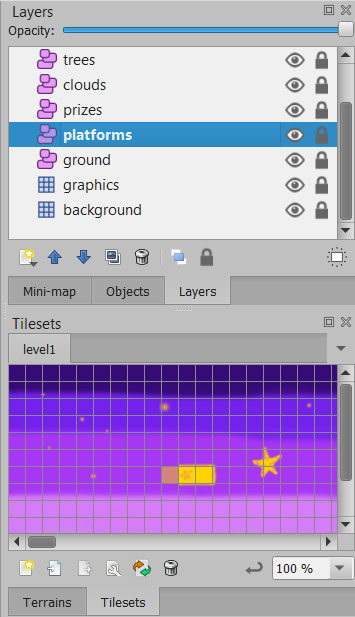 Layers
Opacity:
trees
clouds
prizes
platforms
ground
graphics
background
Mini-map Objects Layers
Tilesets
level1
100 %
Terrains Tilesets